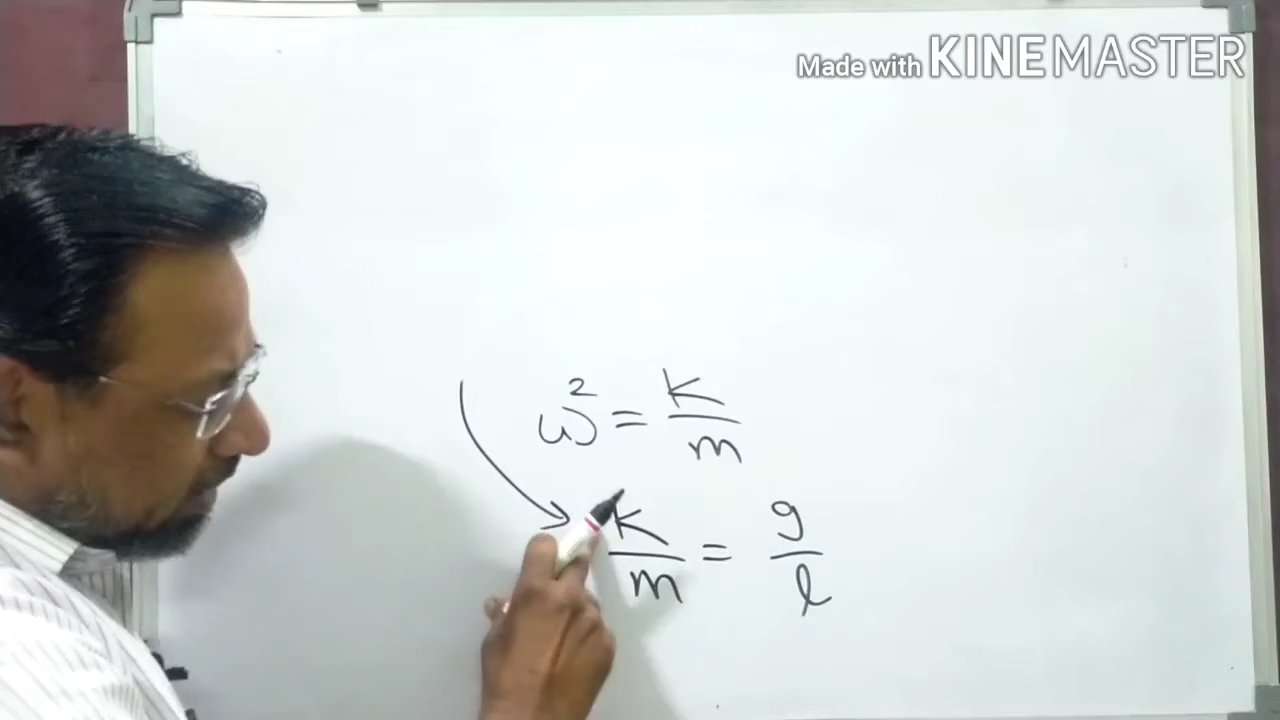 Made with KINEMASTER
ω² = K/m
K/m = g/l